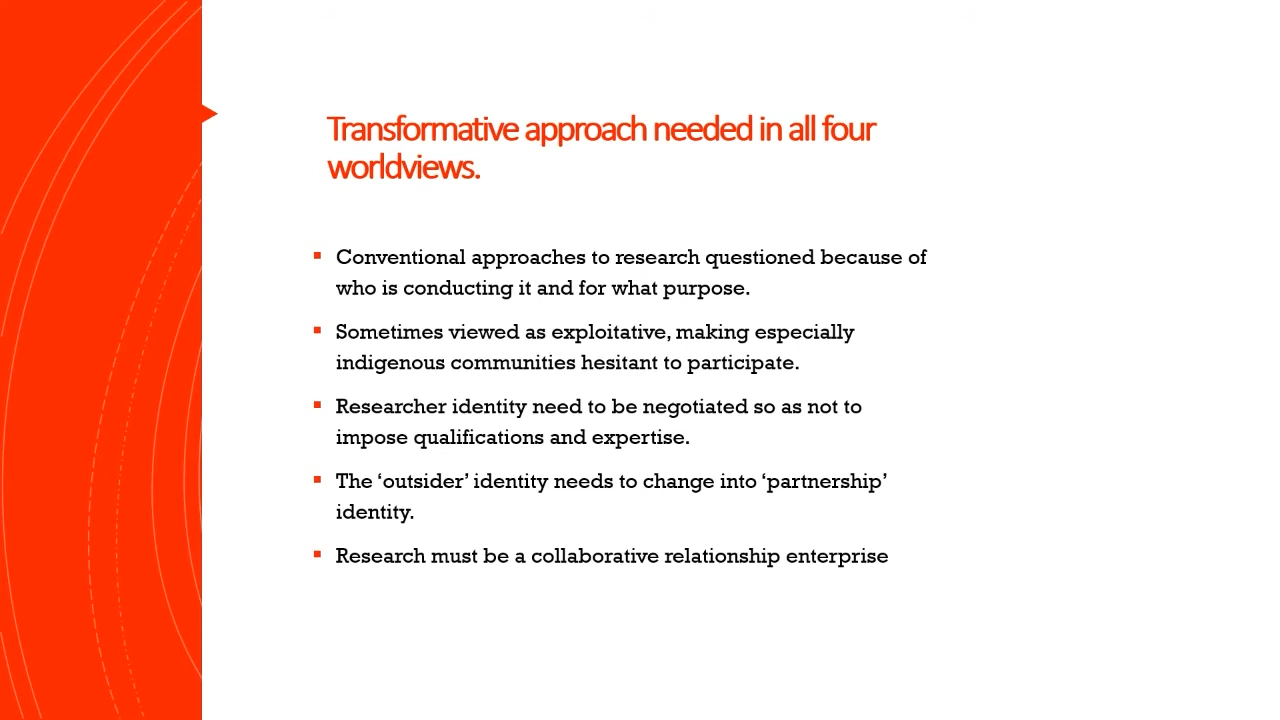 Transformative approach needed in all four
worldviews.
Conventional approaches to research questioned because of
who is conducting it and for what purpose.
Sometimes viewed as exploitative, making especially
indigenous communities hesitant to participate.
Researcher identity need to be negotiated so as not to
impose qualifications and expertise.
The ‘outsider’ identity needs to change into ‘partnership’
identity.
Research must be a collaborative relationship enterprise